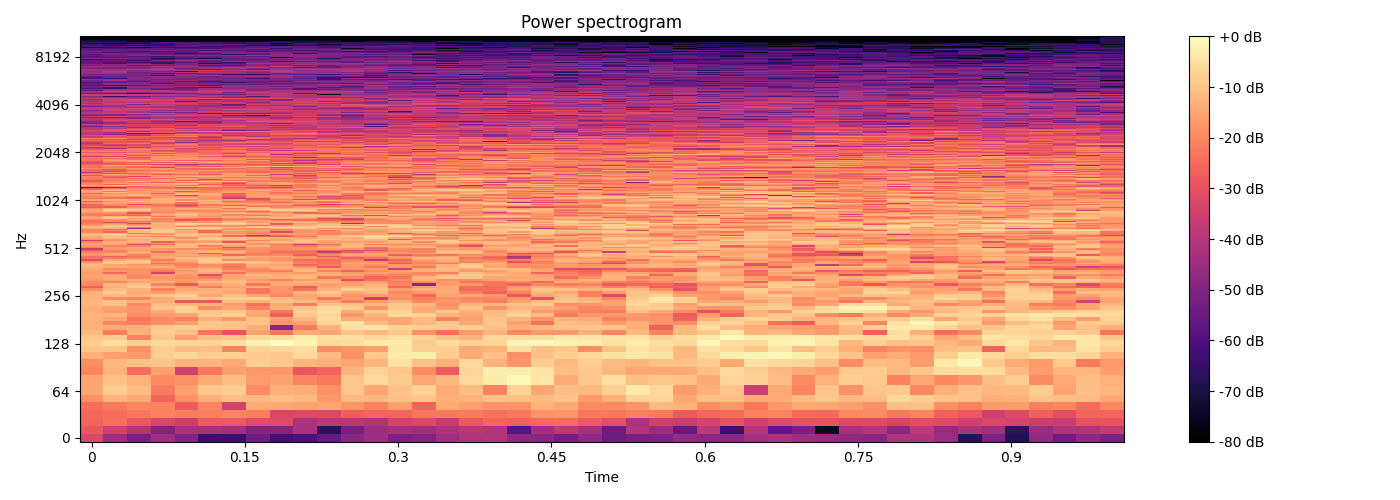 Power spectrogram
Hz
8192
4096
2048
1024
512
256
128
64
0
0 0.15 0.3 0.45 0.6 0.75 0.9
Time
+0 dB
-10 dB
-20 dB
-30 dB
-40 dB
-50 dB
-60 dB
-70 dB
-80 dB